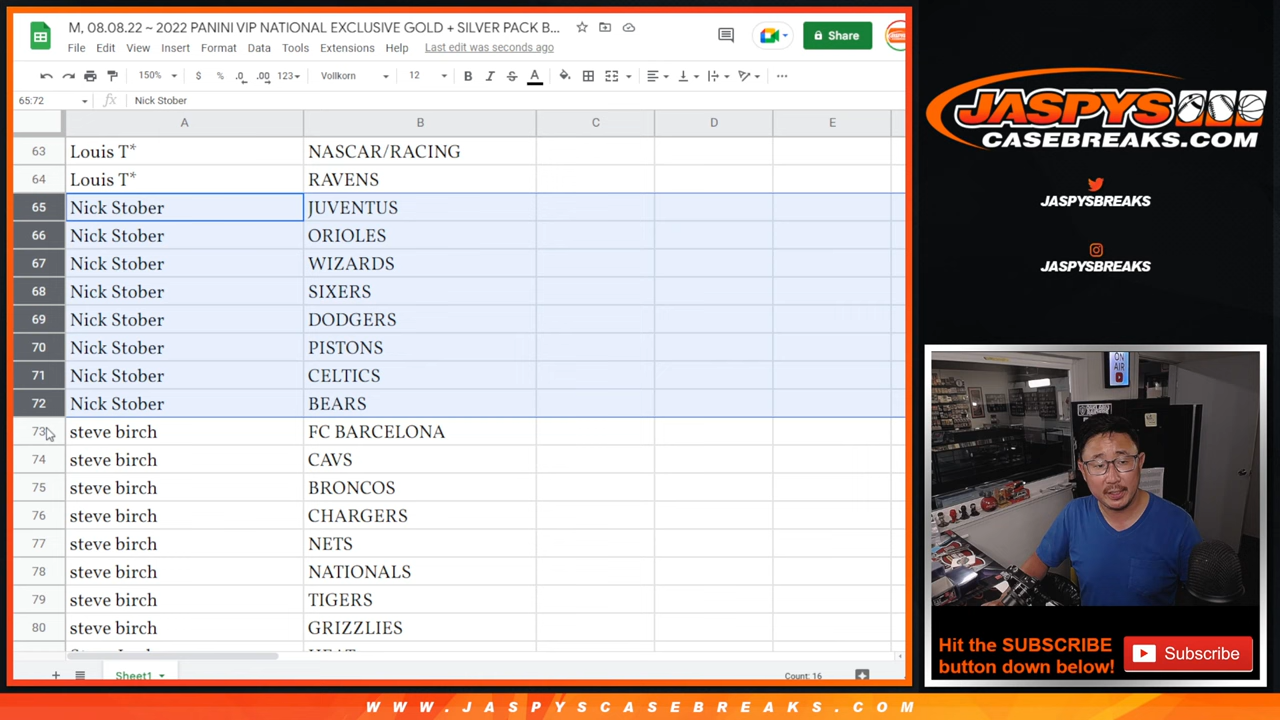 M, 08.08.22 ~ 2022 PANINI VIP NATIONAL EXCLUSIVE GOLD + SILVER PACK B...
Share
File Edit View Insert Format Data Tools Extensions Help Last edit was seconds ago
150% $ % .0 .00 123 Vollkorn 12 B I S A
65:72 fx Nick Stober
A B C D E
63 Louis T* NASCAR/RACING
64 Louis T* RAVENS
65 Nick Stober JUVENTUS
66 Nick Stober ORIOLES
67 Nick Stober WIZARDS
68 Nick Stober SIXERS
69 Nick Stober DODGERS
70 Nick Stober PISTONS
71 Nick Stober CELTICS
72 Nick Stober BEARS
73 steve birch FC BARCELONA
74 steve birch CAVS
75 steve birch BRONCOS
76 steve birch CHARGERS
77 steve birch NETS
78 steve birch NATIONALS
79 steve birch TIGERS
80 steve birch GRIZZLIES
Sheet1 Count: 16
JASPYS
CASEBREAKS.COM
JASPYSBREAKS
JASPYSBREAKS
ON
AIR
Hit the SUBSCRIBE
button down below!
Subscribe
WWW.JASPYSCASEBREAKS.COM